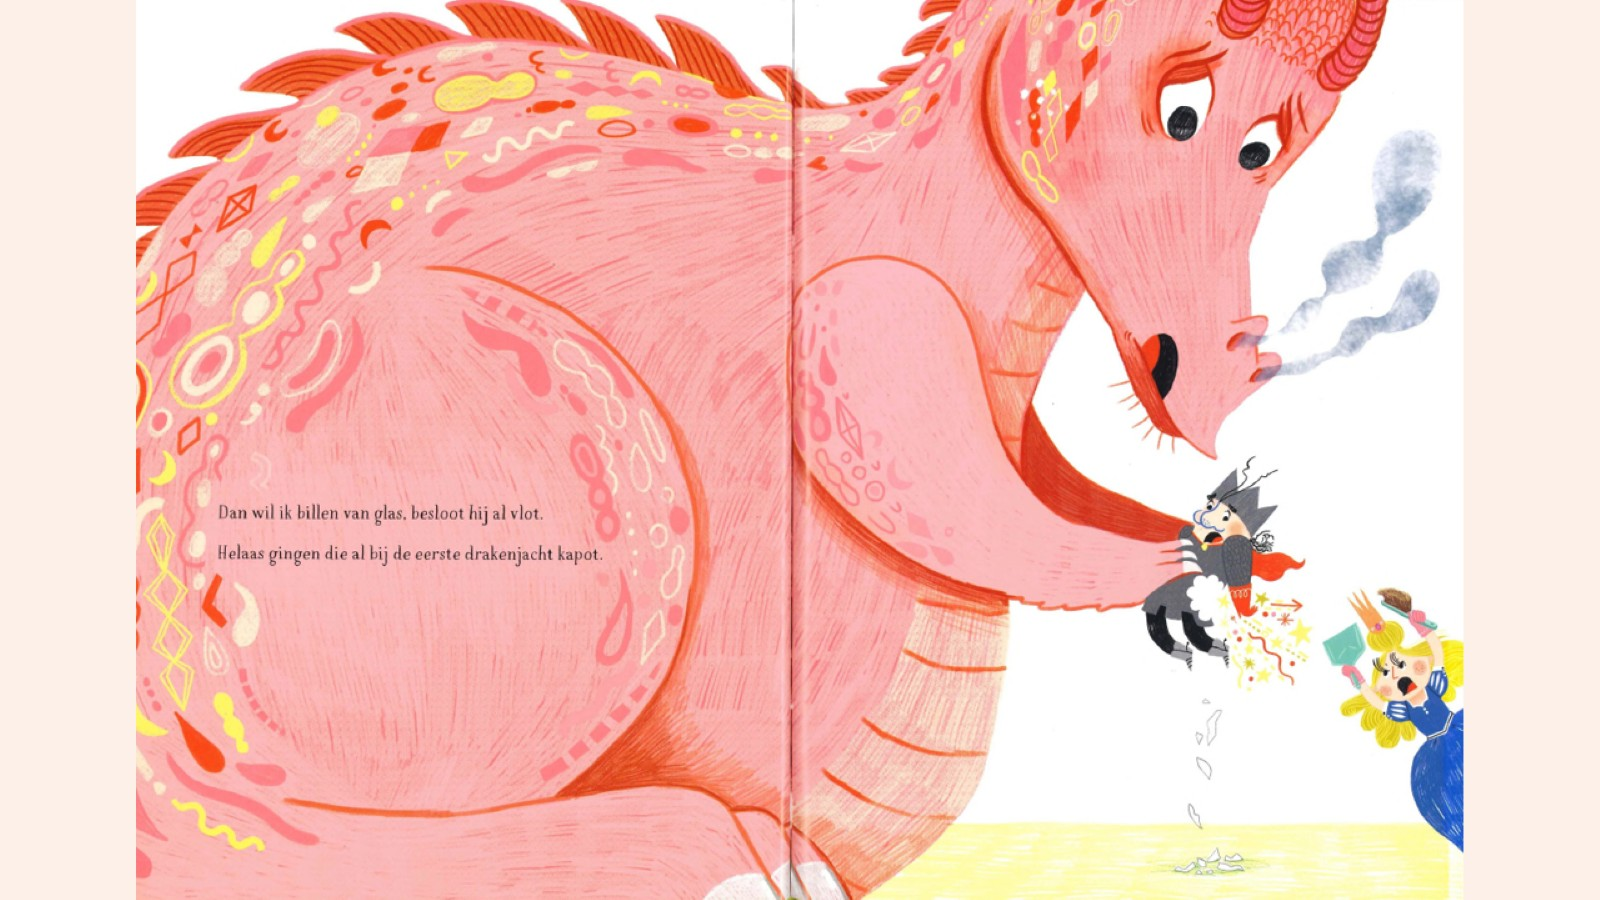 Dan wil ik billen van glas, besloot hij al vlot.
Helaas gingen die al bij de eerste drakenjacht kapot.